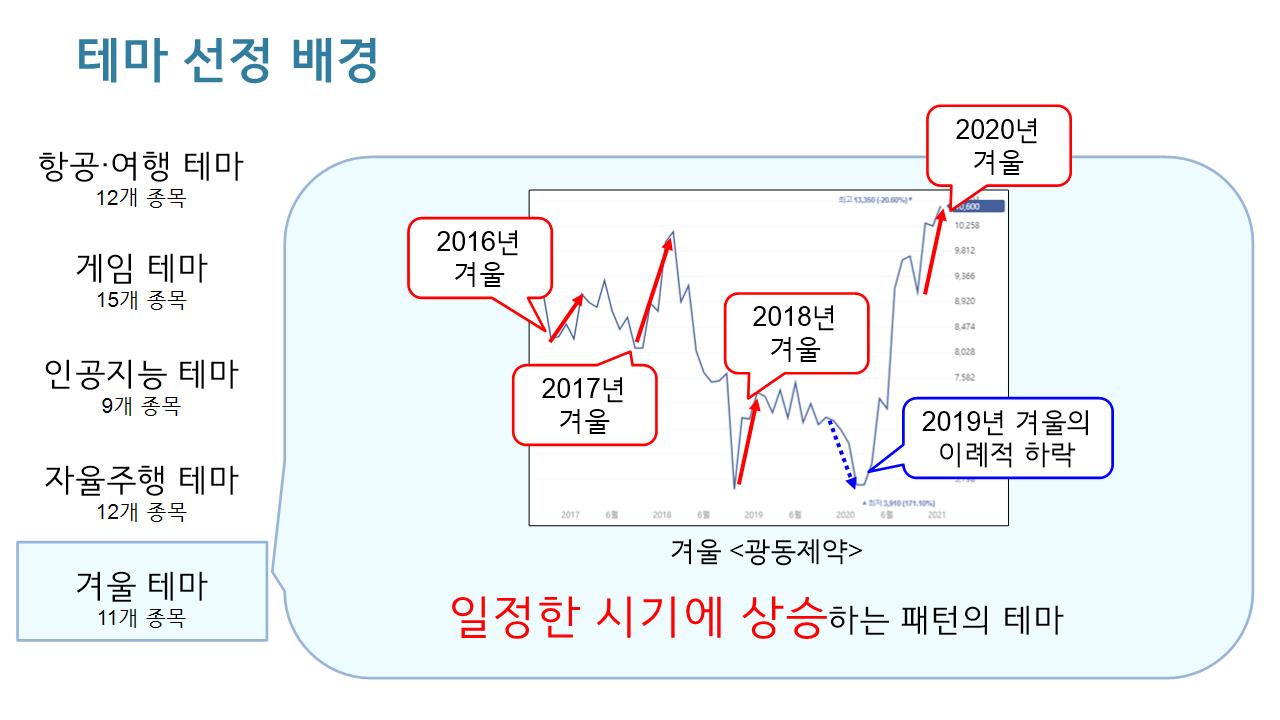 테마 선정 배경
항공·여행 테마
12개 종목
게임 테마
15개 종목
인공지능 테마
9개 종목
자율주행 테마
12개 종목
겨울 테마
11개 종목
2016년
겨울
2017년
겨울
2018년
겨울
2020년
겨울
2019년 겨울의
이례적 하락
최고 13,350 (-20.60%)▼
10,258
9,812
9,366
8,920
8,474
8,028
7,582
▲최저 3,910 (171.10%)
2017 6월 2018 6월 2019 6월 2020 6월 2021
겨울 <광동제약>
일정한 시기에 상승하는 패턴의 테마